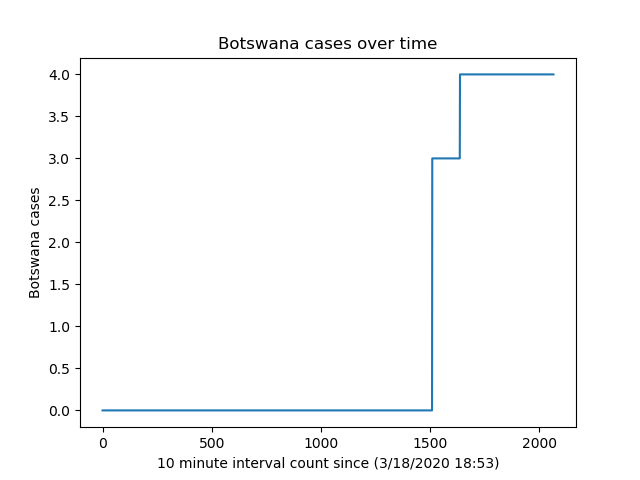 Botswana cases over time
4.0
3.5
3.0
2.5
2.0
1.5
1.0
0.5
0.0
Botswana cases
0 500 1000 1500 2000
10 minute interval count since (3/18/2020 18:53)